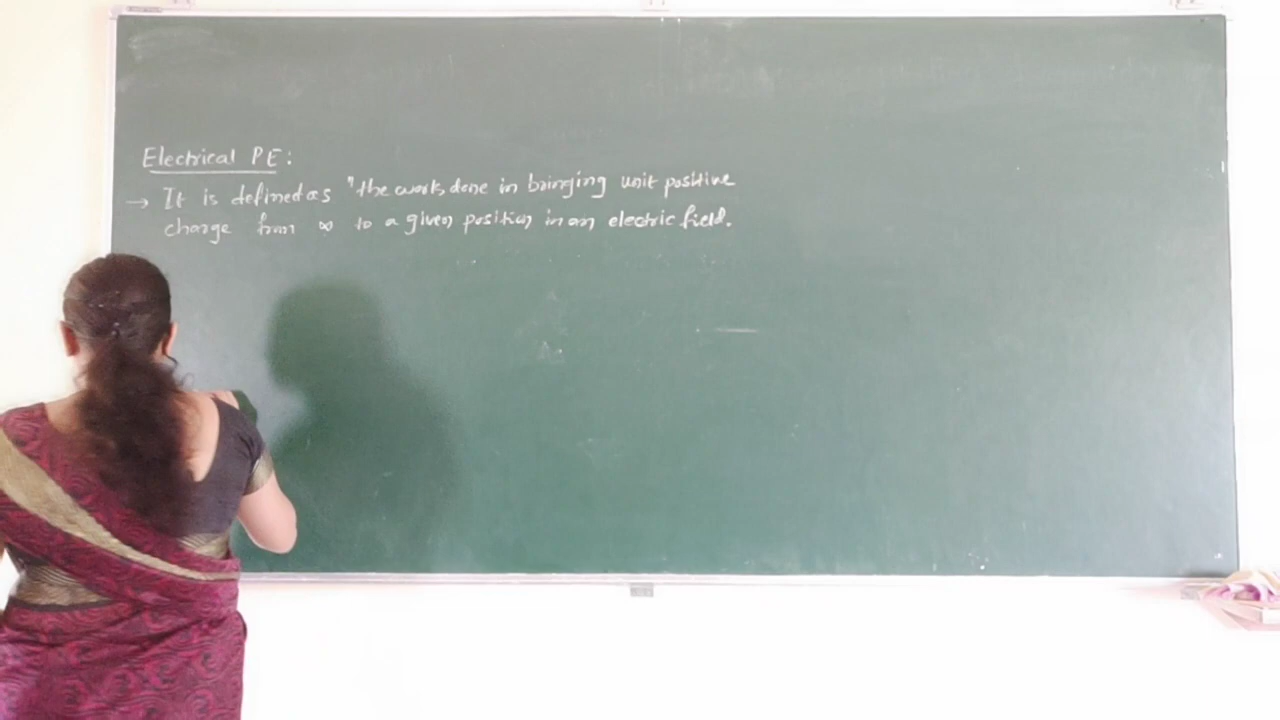 Electrical PE:
→ It is defined as "the work done in bringing unit positive
charge from ∞ to a given position in an electric field.